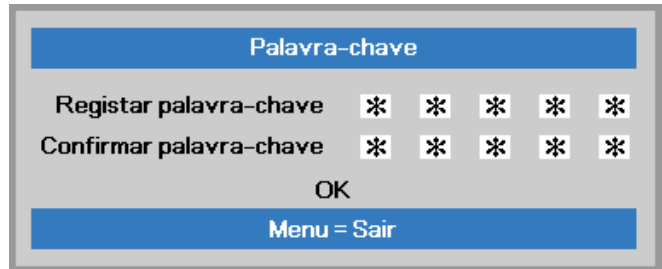 Palavra-chave
Registar palavra-chave * * * * *
Confirmar palavra-chave * * * * *
OK
Menu = Sair